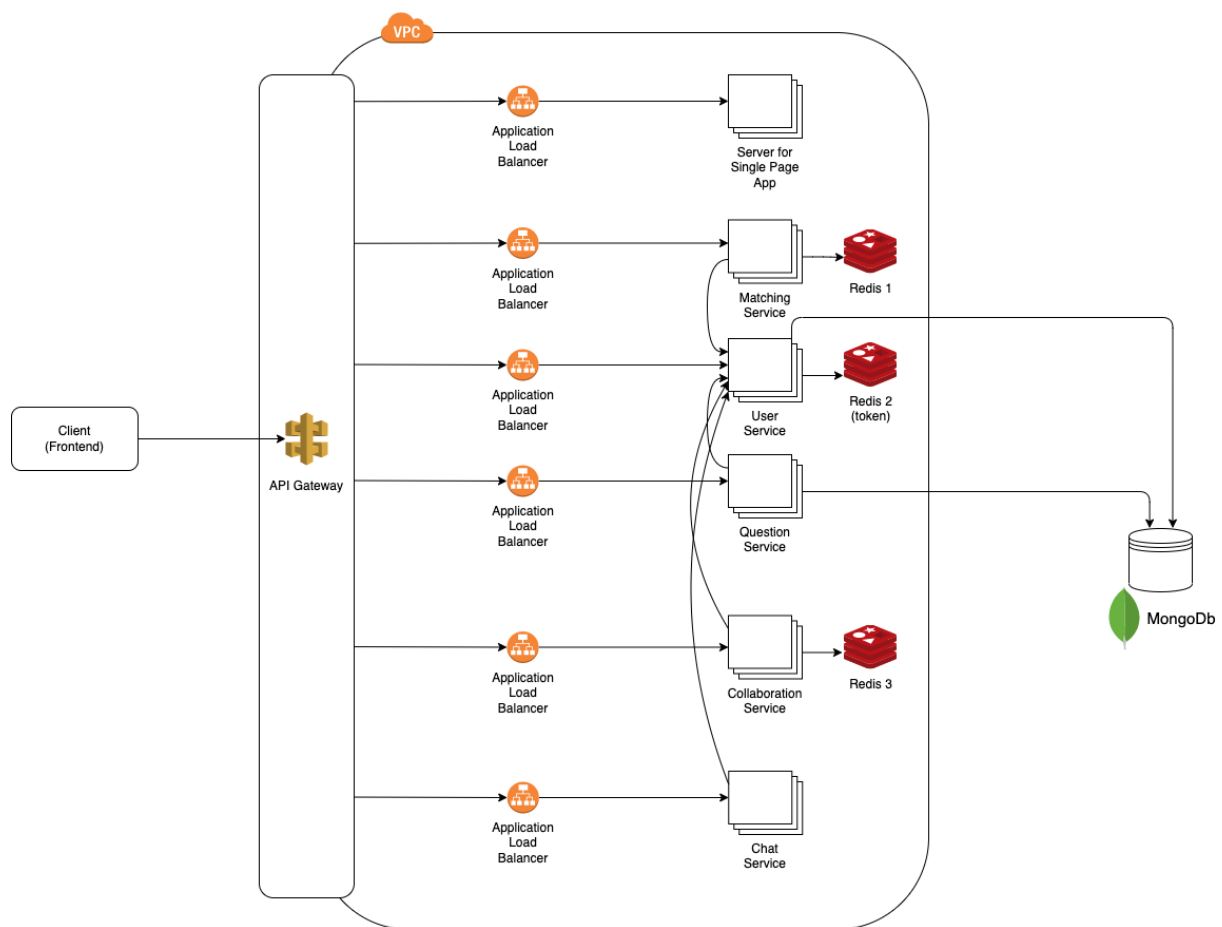 VPC
Application
Load
Balancer
Server for
Single Page
App
Application
Load
Balancer
Matching
Service
Redis 1
Application
Load
Balancer
User
Service
Redis 2
(token)
Client
(Frontend)
API Gateway
Application
Load
Balancer
Question
Service
MongoDb
Application
Load
Balancer
Collaboration
Service
Redis 3
Application
Load
Balancer
Chat
Service